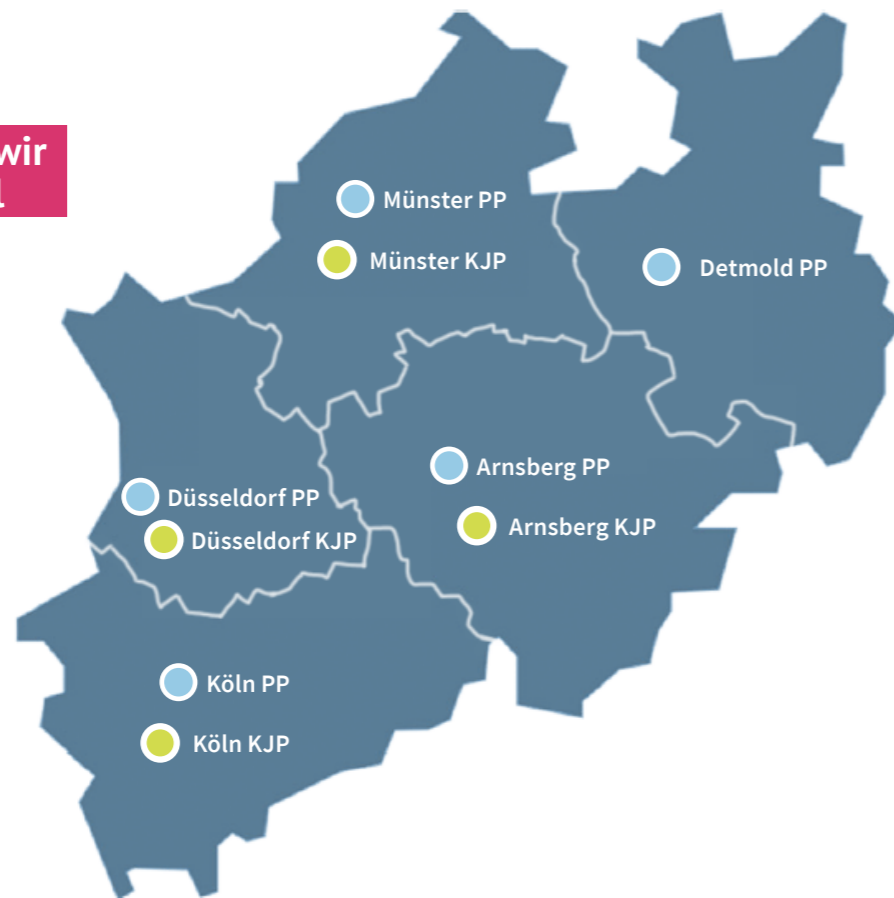 wir
Münster PP
Münster KJP
Detmold PP
Arnsberg PP
Düsseldorf PP
Arnsberg KJP
Düsseldorf KJP
Köln PP
Köln KJP